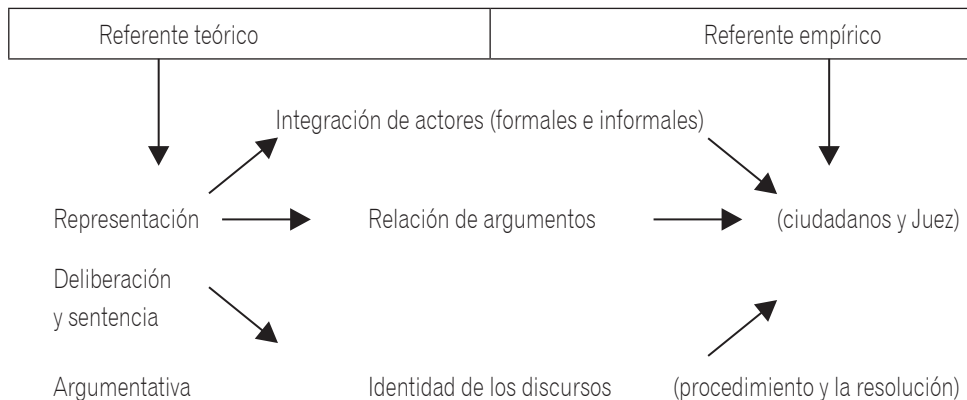 Referente teórico
Referente empírico
Integración de actores (formales e informales)
Representación
Relación de argumentos
(ciudadanos y Juez)
Deliberación
y sentencia
Argumentativa
Identidad de los discursos
(procedimiento y la resolución)